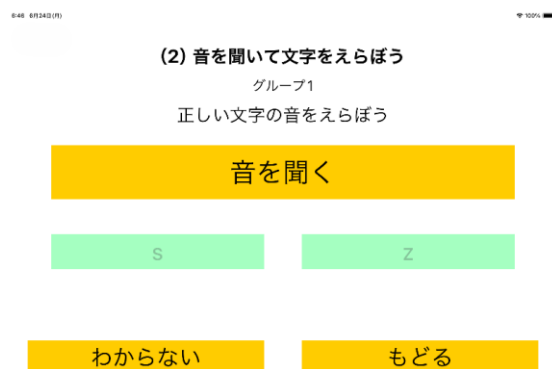 8:46 6月24日(月) 100%
(2) 音を聞いて文字をえらぼう
グループ1
正しい文字の音をえらぼう
音を聞く
s z
わからない もどる